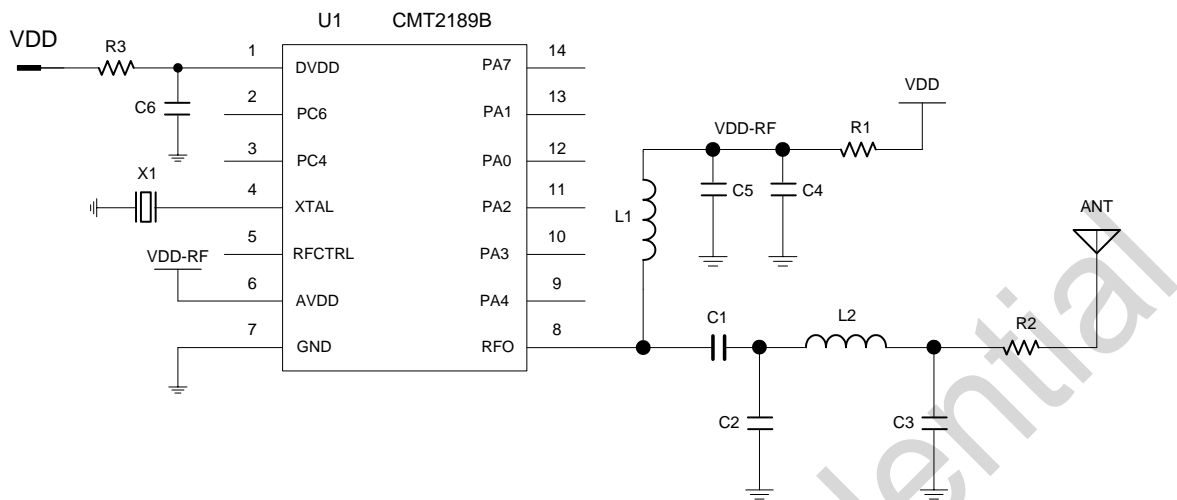 U1 CMT2189B
VDD
R3
C6
X1
VDD-RF
1
2
3
4
5
6
7
DVDD
PC6
PC4
XTAL
RFCTRL
AVDD
GND
PA7
PA1
PA0
PA2
PA3
PA4
RFO
14
13
12
11
10
9
8
VDD
VDD-RF
R1
C5
C4
L1
ANT
C1
L2
R2
C2
C3
dential